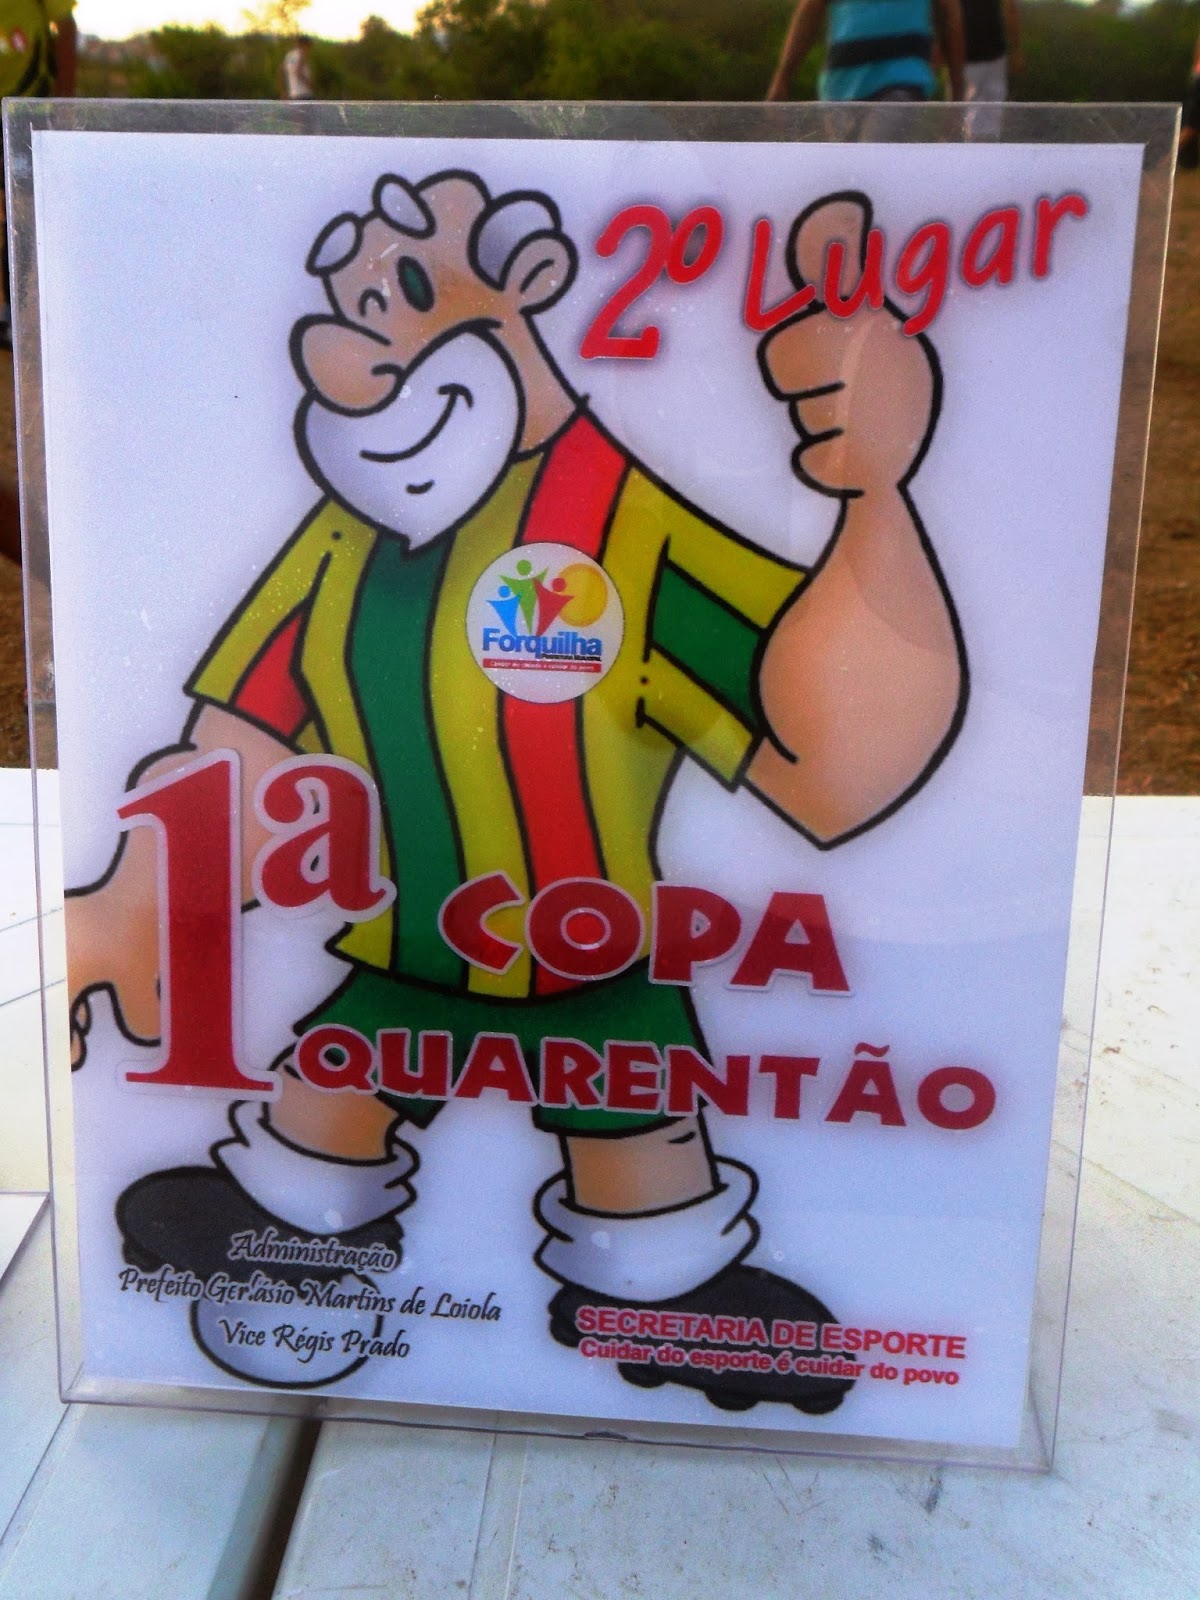 2º Lugar
Forquilha
1ª COPA
QUARENTÃO
Administração
Prefeito Gerlásio Martins de Loiola
Vice Régis Prado
SECRETARIA DE ESPORTE
Cuidar do esporte é cuidar do povo